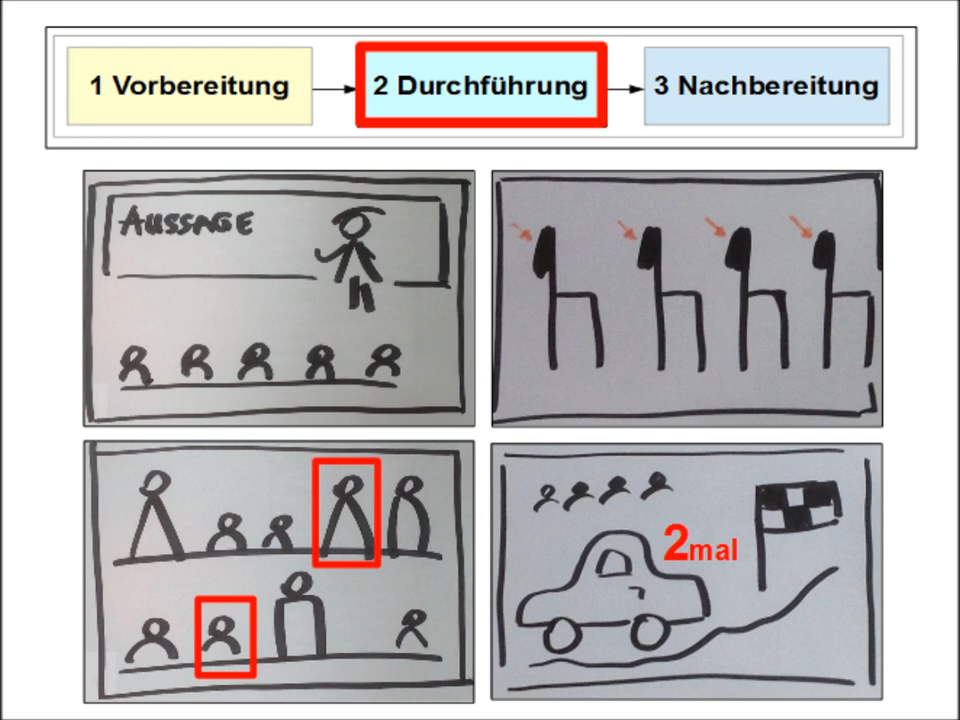 1 Vorbereitung
2 Durchführung
3 Nachbereitung
AUSSAGE
2mal